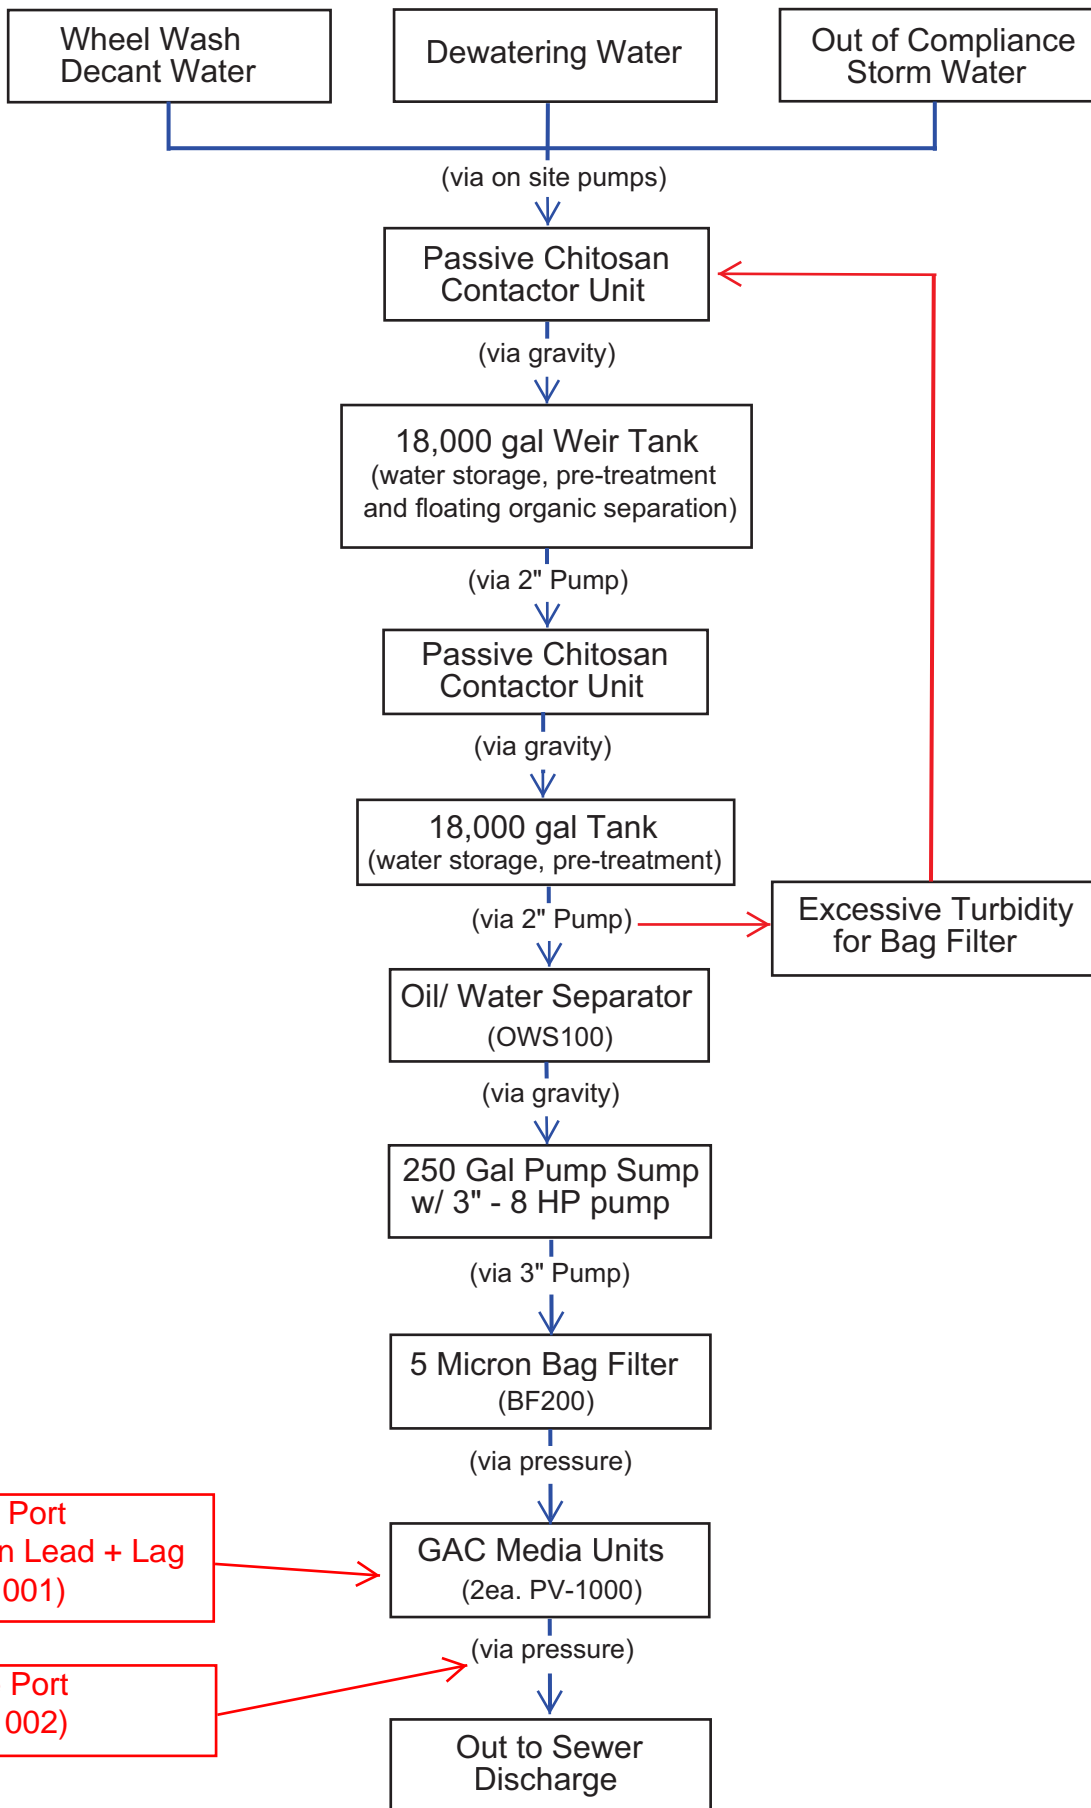 Wheel Wash
Decant Water
Dewatering Water
Out of Compliance
Storm Water
(via on site pumps)
Passive Chitosan
Contactor Unit
(via gravity)
18,000 gal Weir Tank
(water storage, pre-treatment
and floating organic separation)
(via 2" Pump)
Passive Chitosan
Contactor Unit
(via gravity)
18,000 gal Tank
(water storage, pre-treatment)
(via 2" Pump)
Excessive Turbidity
for Bag Filter
Oil/ Water Separator
(OWS100)
(via gravity)
250 Gal Pump Sump
w/ 3" - 8 HP pump
(via 3" Pump)
5 Micron Bag Filter
(BF200)
(via pressure)
Port
Lead + Lag
001)
GAC Media Units
(2ea. PV-1000)
(via pressure)
Port
002)
Out to Sewer
Discharge